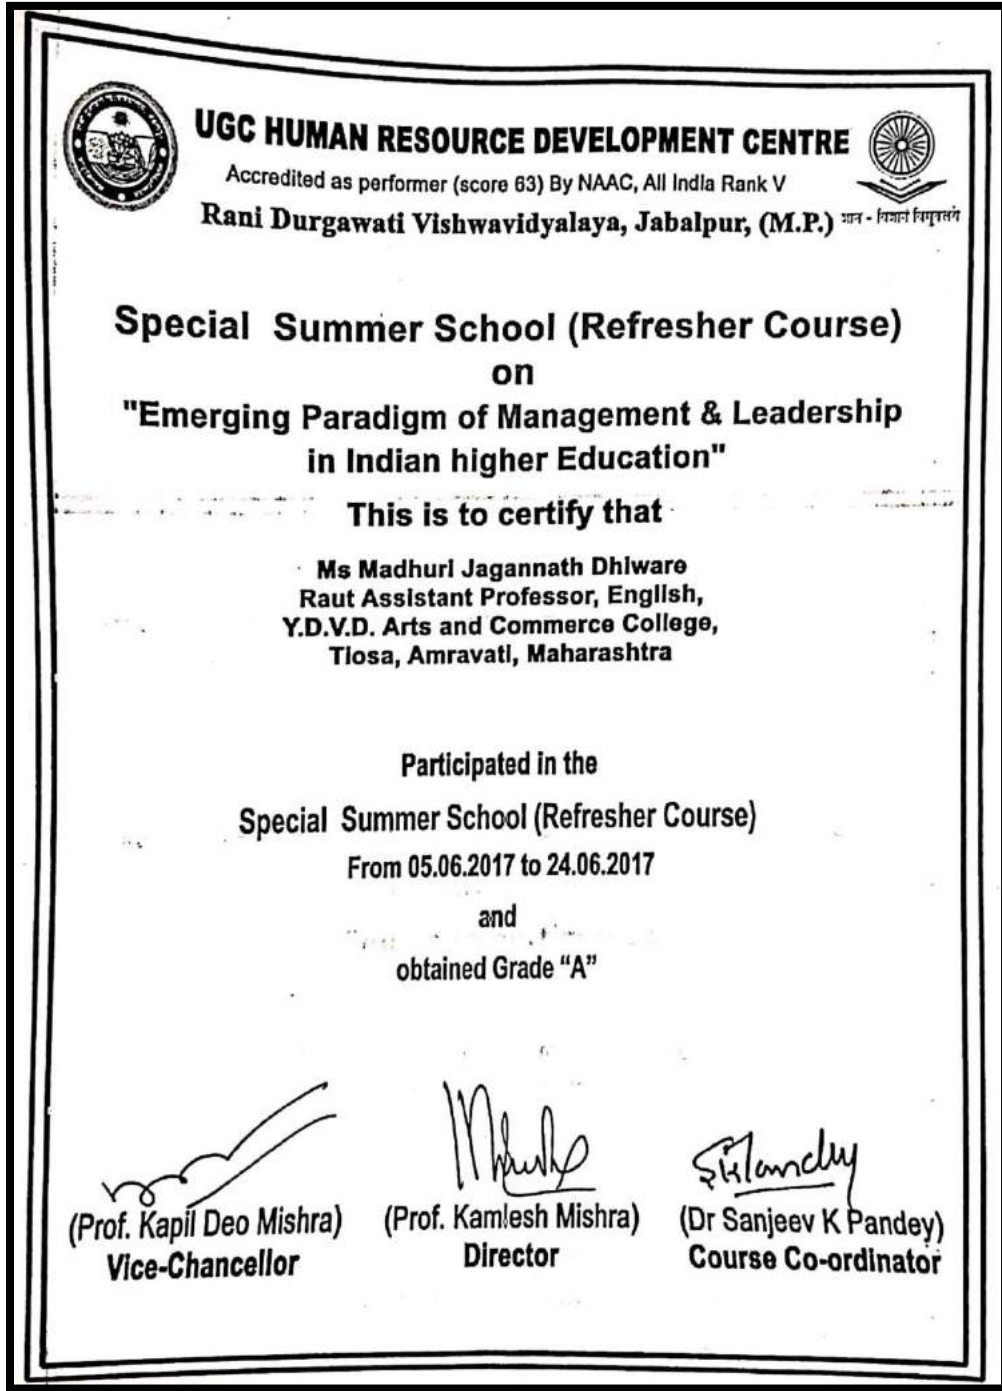 UGC HUMAN RESOURCE DEVELOPMENT CENTRE
Accredited as performer (score 63) By NAAC, All India Rank V
Rani Durgawati Vishwavidyalaya, Jabalpur, (M.P.)
ज्ञान - विज्ञानं विमुक्तये
Special Summer School (Refresher Course)
on
"Emerging Paradigm of Management & Leadership
in Indian higher Education"
This is to certify that
Ms Madhuri Jagannath Dhiware
Raut Assistant Professor, English,
Y.D.V.D. Arts and Commerce College,
Tiosa, Amravati, Maharashtra
Participated in the
Special Summer School (Refresher Course)
From 05.06.2017 to 24.06.2017
and
obtained Grade “A”
(Prof. Kapil Deo Mishra) (Prof. Kamlesh Mishra) (Dr Sanjeev K Pandey)
Vice-Chancellor Director Course Co-ordinator